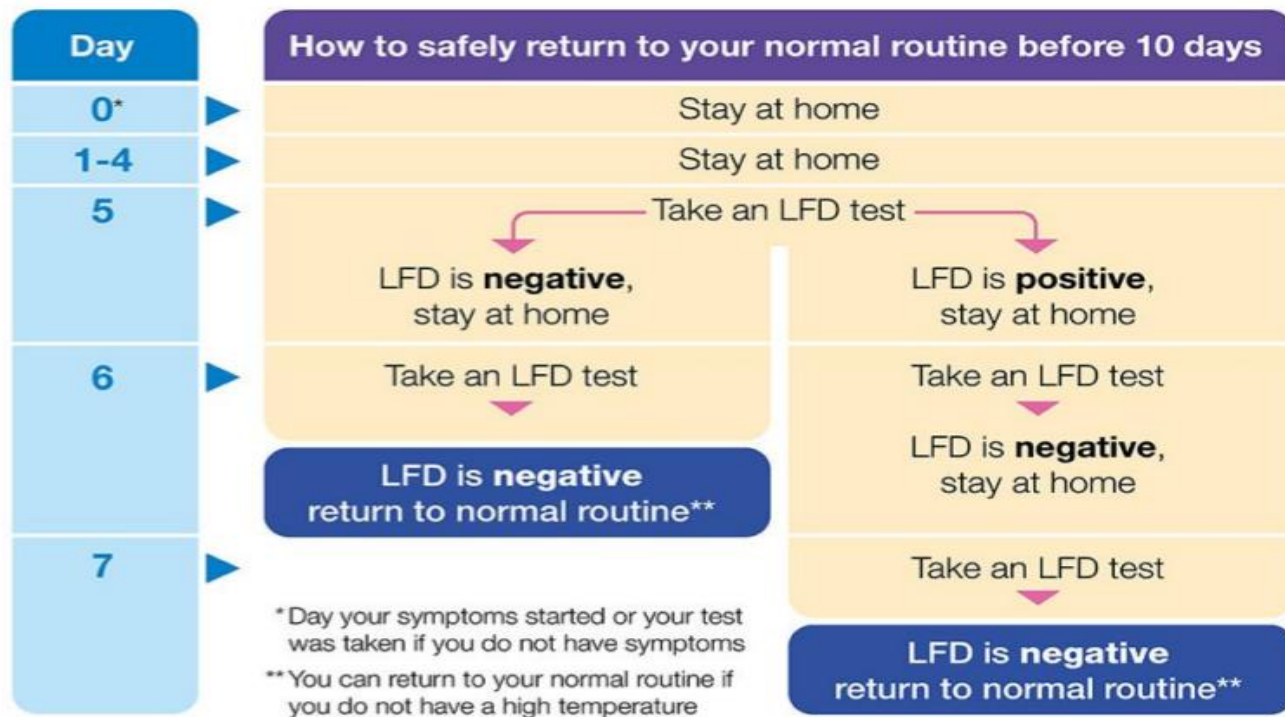 Day
How to safely return to your normal routine before 10 days
0*
Stay at home
1-4
Stay at home
5
Take an LFD test
LFD is negative,
stay at home
LFD is positive,
stay at home
6
Take an LFD test
LFD is negative
return to normal routine**
Take an LFD test
LFD is negative,
stay at home
7
Take an LFD test
LFD is negative
return to normal routine**
*Day your symptoms started or your test
was taken if you do not have symptoms
**You can return to your normal routine if
you do not have a high temperature